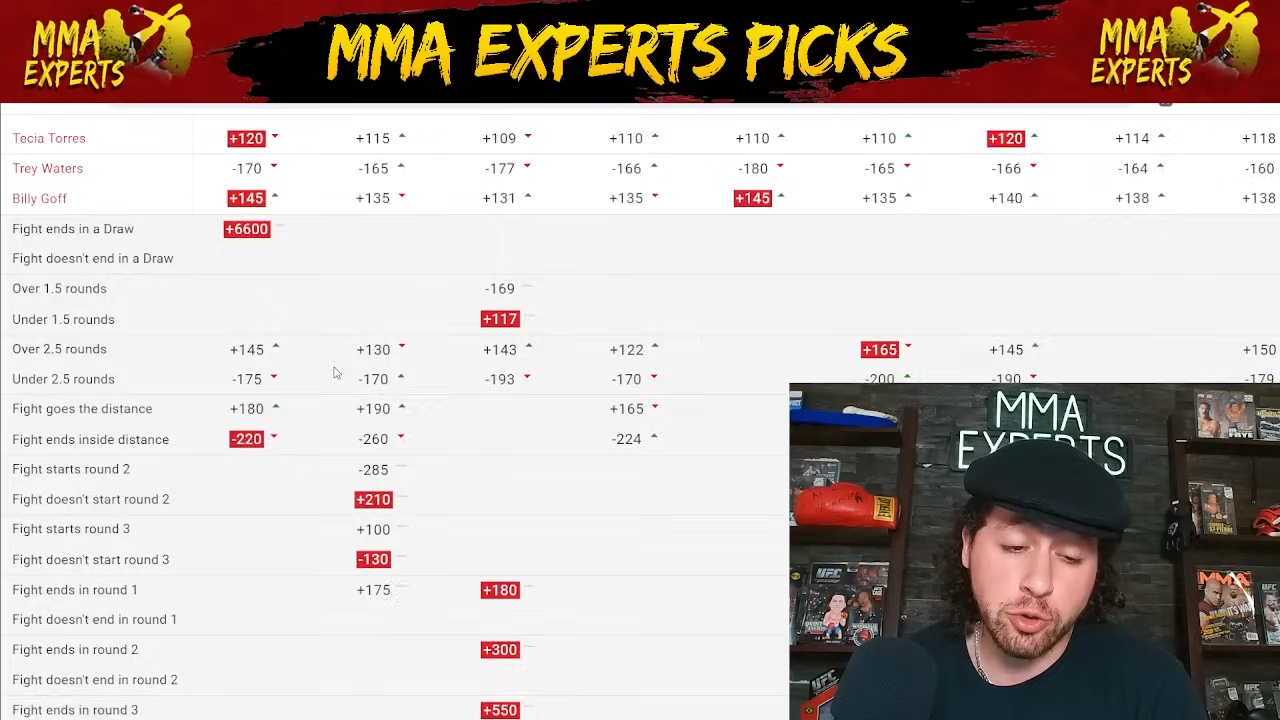 MMA EXPERTS
MMA EXPERTS PICKS
MMA EXPERTS
Tecia Torres +120 +115 +109 +110 +110 +110 +120 +114 +118
Trey Waters -170 -165 -177 -166 -180 -165 -166 -164 -160
Billy Goff +145 +135 +131 +135 +145 +135 +140 +138 +138
Fight ends in a Draw +6600
Fight doesn't end in a Draw
Over 1.5 rounds -169
Under 1.5 rounds +117
Over 2.5 rounds +145 +130 +143 +122 +165 +145 +150
Under 2.5 rounds -175 -170 -193 -170 -200 -190 -179
Fight goes the distance +180 +190 +165
Fight ends inside distance -220 -260 -224
Fight starts round 2 -285
Fight doesn't start round 2 +210
Fight starts round 3 +100
Fight doesn't start round 3 -130
Fight ends in round 1 +175 +180
Fight doesn't end in round 1
Fight ends in round 2 +300
Fight doesn't end in round 2
Fight ends in round 3 +550
MMA
EXPERTS
UFC
MMA
UFC